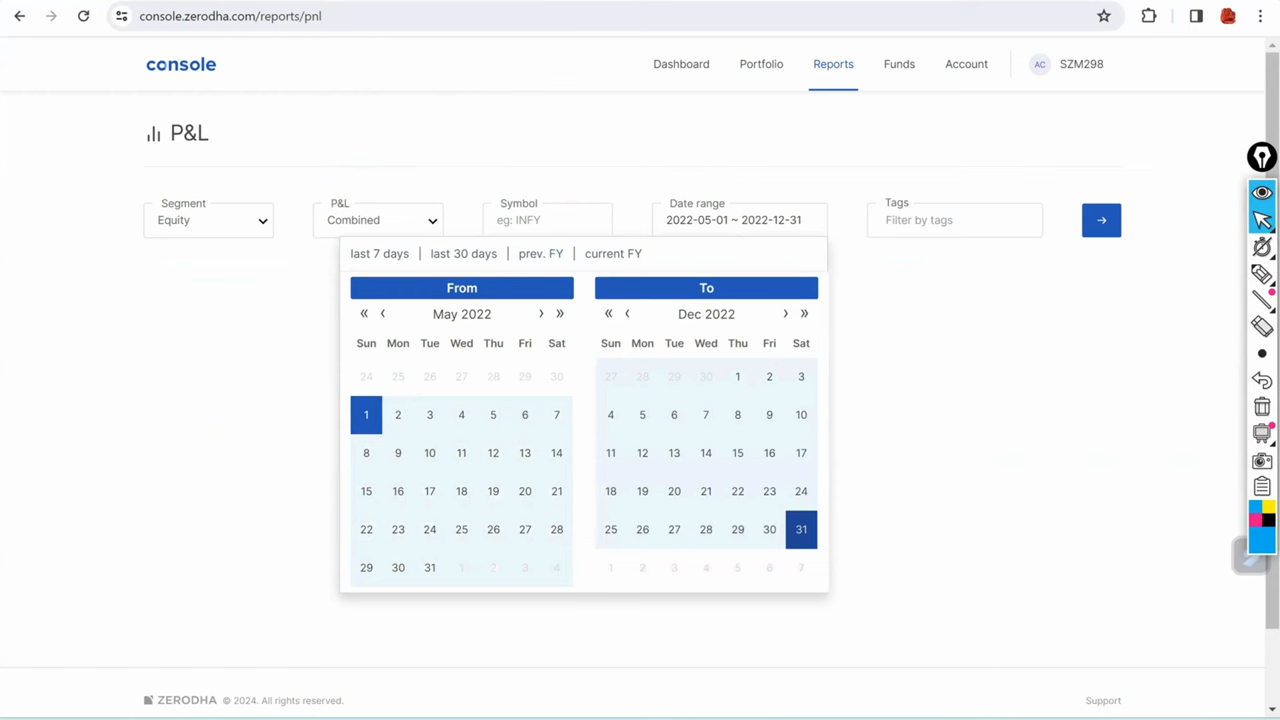 console.zerodha.com/reports/pnl
console Dashboard Portfolio Reports Funds Account AC SZM298
P&L
Segment P&L Symbol Date range Tags
Equity Combined eg: INFY 2022-05-01 ~ 2022-12-31 Filter by tags
last 7 days | last 30 days | prev. FY | current FY
From To
« ‹ May 2022 › » « ‹ Dec 2022 › »
Sun Mon Tue Wed Thu Fri Sat Sun Mon Tue Wed Thu Fri Sat
24 25 26 27 28 29 30 27 28 29 30 1 2 3
1 2 3 4 5 6 7 4 5 6 7 8 9 10
8 9 10 11 12 13 14 11 12 13 14 15 16 17
15 16 17 18 19 20 21 18 19 20 21 22 23 24
22 23 24 25 26 27 28 25 26 27 28 29 30 31
29 30 31 1 2 3 4 1 2 3 4 5 6 7
ZERODHA © 2024. All rights reserved. Support